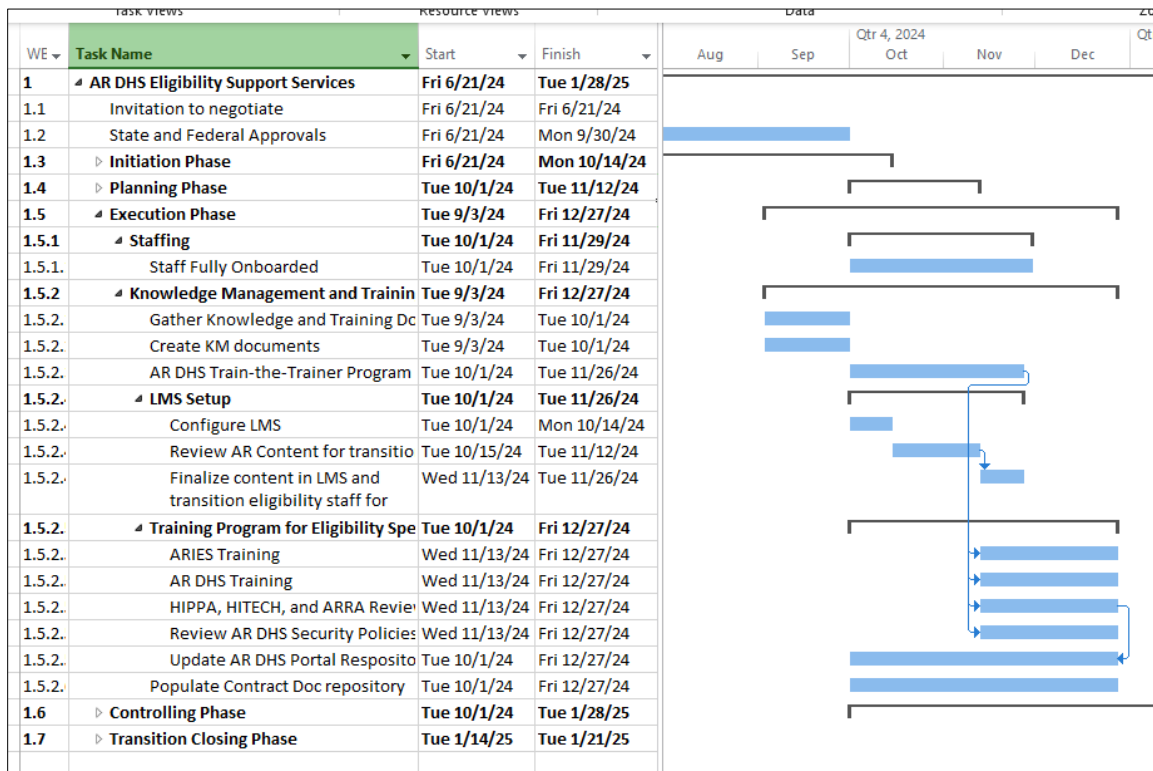 Task Views Resource Views Data
Qtr 4, 2024 Qt
WE Task Name Start Finish Aug Sep Oct Nov Dec
1 AR DHS Eligibility Support Services Fri 6/21/24 Tue 1/28/25
1.1 Invitation to negotiate Fri 6/21/24 Fri 6/21/24
1.2 State and Federal Approvals Fri 6/21/24 Mon 9/30/24
1.3 Initiation Phase Fri 6/21/24 Mon 10/14/24
1.4 Planning Phase Tue 10/1/24 Tue 11/12/24
1.5 Execution Phase Tue 9/3/24 Fri 12/27/24
1.5.1 Staffing Tue 10/1/24 Fri 11/29/24
1.5.1. Staff Fully Onboarded Tue 10/1/24 Fri 11/29/24
1.5.2 Knowledge Management and Trainin Tue 9/3/24 Fri 12/27/24
1.5.2. Gather Knowledge and Training Do Tue 9/3/24 Tue 10/1/24
1.5.2. Create KM documents Tue 9/3/24 Tue 10/1/24
1.5.2. AR DHS Train-the-Trainer Program Tue 10/1/24 Tue 11/26/24
1.5.2. LMS Setup Tue 10/1/24 Tue 11/26/24
1.5.2. Configure LMS Tue 10/1/24 Mon 10/14/24
1.5.2. Review AR Content for transitio Tue 10/15/24 Tue 11/12/24
1.5.2. Finalize content in LMS and Wed 11/13/24 Tue 11/26/24
transition eligibility staff for
1.5.2. Training Program for Eligibility Spe Tue 10/1/24 Fri 12/27/24
1.5.2. ARIES Training Wed 11/13/24 Fri 12/27/24
1.5.2. AR DHS Training Wed 11/13/24 Fri 12/27/24
1.5.2. HIPPA, HITECH, and ARRA Review Wed 11/13/24 Fri 12/27/24
1.5.2. Review AR DHS Security Policies Wed 11/13/24 Fri 12/27/24
1.5.2. Update AR DHS Portal Resposito Tue 10/1/24 Fri 12/27/24
1.5.2. Populate Contract Doc repository Tue 10/1/24 Fri 12/27/24
1.6 Controlling Phase Tue 10/1/24 Tue 1/28/25
1.7 Transition Closing Phase Tue 1/14/25 Tue 1/21/25